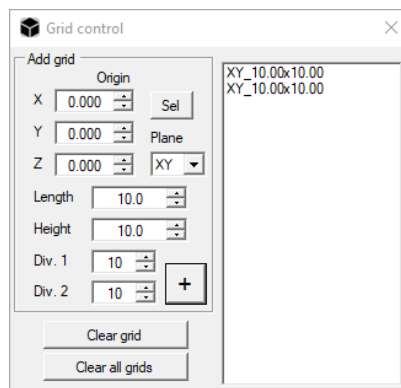 Grid control
Add grid
Origin
X 0.000 Sel
Y 0.000 Plane
Z 0.000 XY
Length 10.0
Height 10.0
Div. 1 10
Div. 2 10 +
Clear grid
Clear all grids
XY_10.00x10.00
XY_10.00x10.00